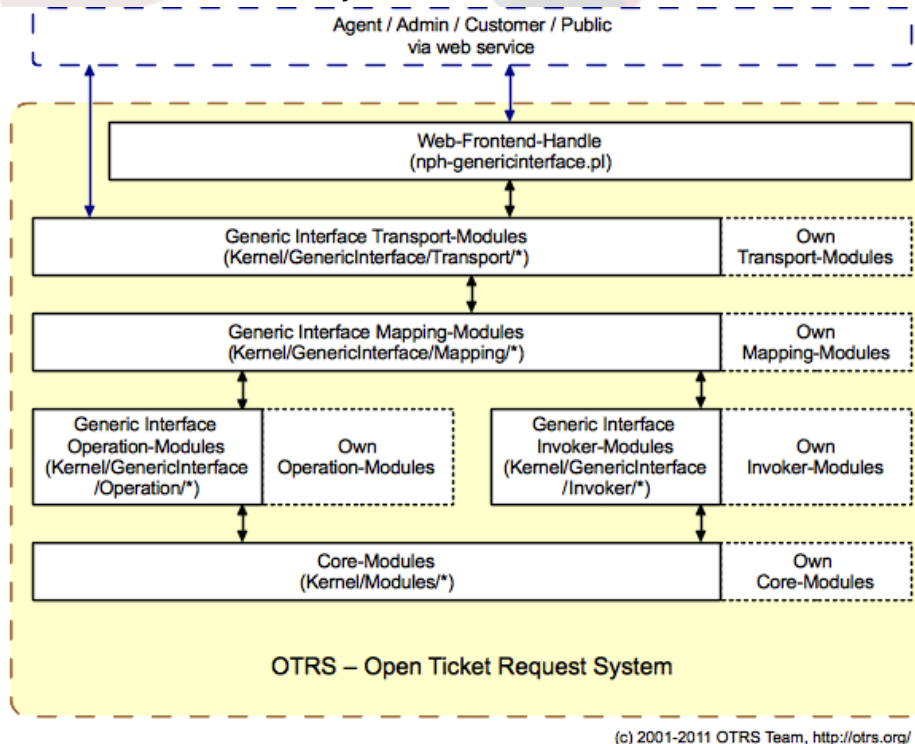 Agent / Admin / Customer / Public
via web service
Web-Frontend-Handle
(nph-genericinterface.pl)
Generic Interface Transport-Modules
(Kernel/GenericInterface/Transport/*)
Own
Transport-Modules
Generic Interface Mapping-Modules
(Kernel/GenericInterface/Mapping/*)
Own
Mapping-Modules
Generic Interface
Operation-Modules
(Kernel/GenericInterface
/Operation/*)
Own
Operation-Modules
Generic Interface
Invoker-Modules
(Kernel/GenericInterface
/Invoker/*)
Own
Invoker-Modules
Core-Modules
(Kernel/Modules/*)
Own
Core-Modules
OTRS – Open Ticket Request System
(c) 2001-2011 OTRS Team, http://otrs.org/